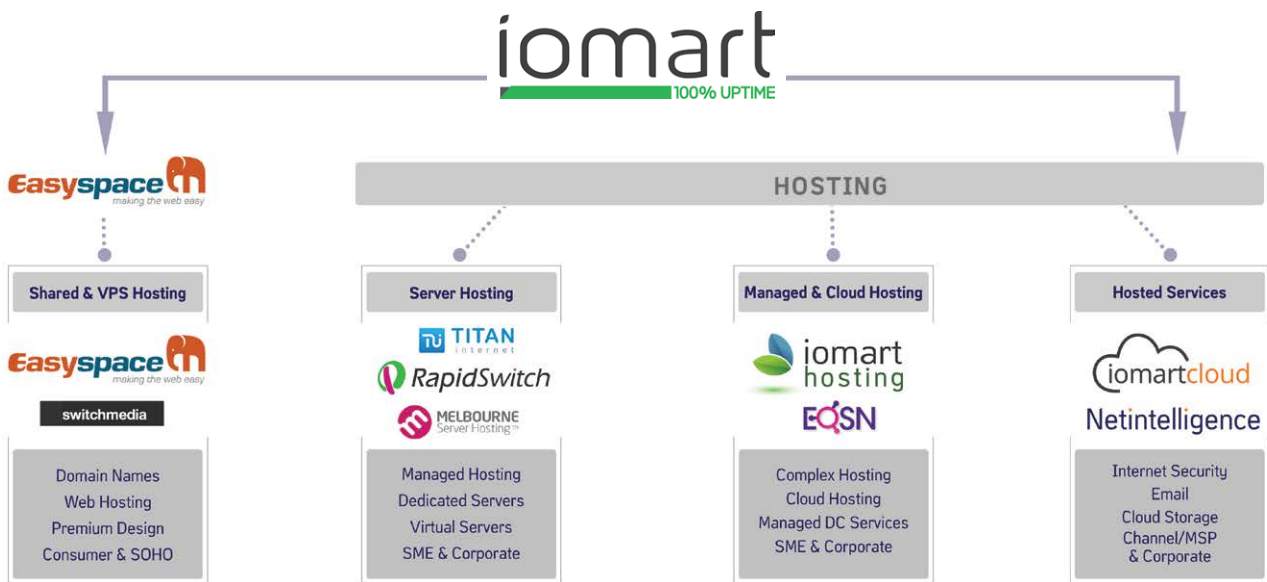 iomart
100% UPTIME
Easyspace
making the web easy
HOSTING
Shared & VPS Hosting
Easyspace
making the web easy
switchmedia
Domain Names
Web Hosting
Premium Design
Consumer & SOHO
Server Hosting
TITAN
internet
RapidSwitch
MELBOURNE
Server Hosting™
Managed Hosting
Dedicated Servers
Virtual Servers
SME & Corporate
Managed & Cloud Hosting
iomart
hosting
EQSN
Complex Hosting
Cloud Hosting
Managed DC Services
SME & Corporate
Hosted Services
iomartcloud
Netintelligence
Internet Security
Email
Cloud Storage
Channel/MSP
& Corporate